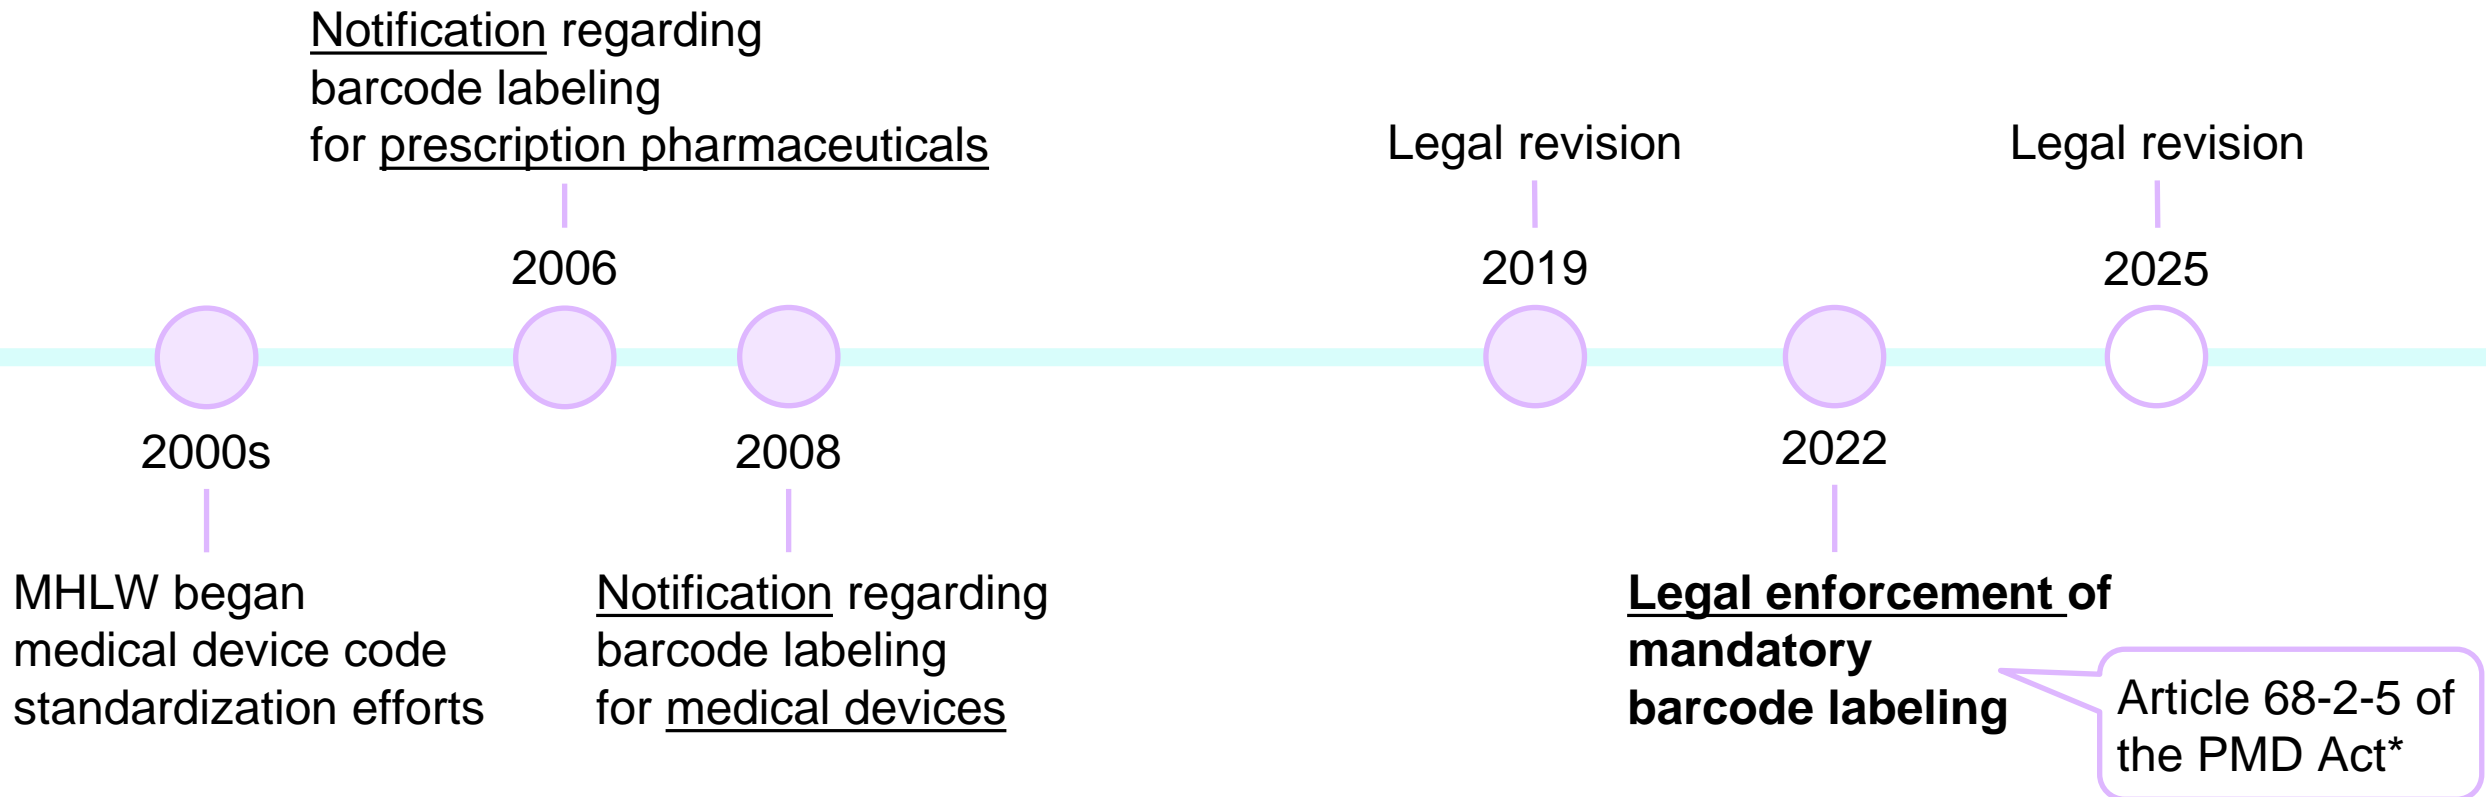 Notification regarding
barcode labeling
for prescription pharmaceuticals
Legal revision
Legal revision
2006
2019
2025
2000s
2008
2022
MHLW began
medical device code
standardization efforts
Notification regarding
barcode labeling
for medical devices
Legal enforcement of
mandatory
barcode labeling
Article 68-2-5 of
the PMD Act*